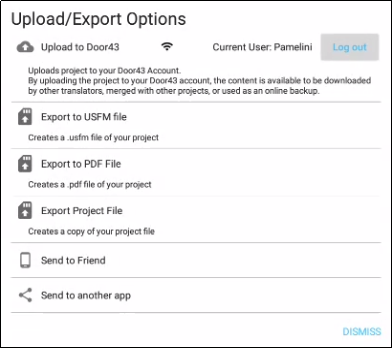 Upload/Export Options
Upload to Door43 Current User: Pamelini Log out
Uploads project to your Door43 Account.
By uploading the project to your Door43 account, the content is available to be downloaded
by other translators, merged with other projects, or used as an online backup.
Export to USFM file
Creates a .usfm file of your project
Export to PDF File
Creates a .pdf file of your project
Export Project File
Creates a copy of your project file
Send to Friend
Send to another app
DISMISS